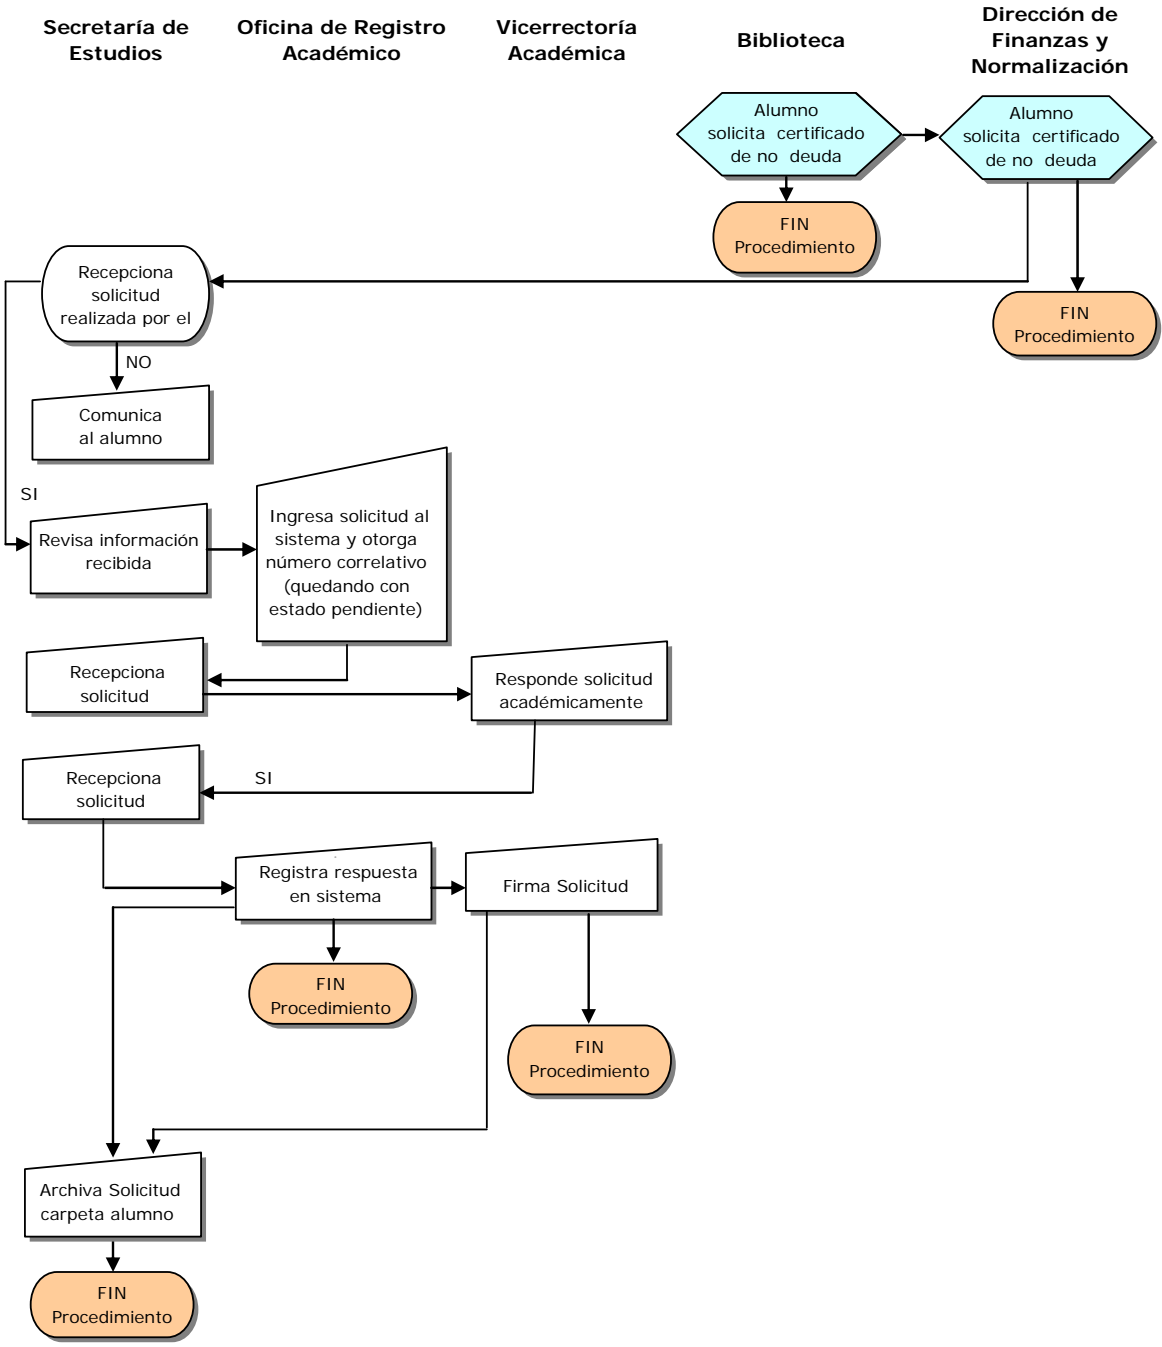 Secretaría de
Estudios
Oficina de Registro
Académico
Vicerrectoría
Académica
Biblioteca
Dirección de
Finanzas y
Normalización
Alumno
solicita certificado
de no deuda
Alumno
solicita certificado
de no deuda
FIN
Procedimiento
Recepciona
solicitud
realizada por el
FIN
Procedimiento
NO
Comunica
al alumno
SI
Revisa información
recibida
Ingresa solicitud al
sistema y otorga
número correlativo
(quedando con
estado pendiente)
Recepciona
solicitud
Responde solicitud
académicamente
Recepciona
solicitud
SI
Registra respuesta
en sistema
Firma Solicitud
FIN
Procedimiento
FIN
Procedimiento
Archiva Solicitud
carpeta alumno
FIN
Procedimiento